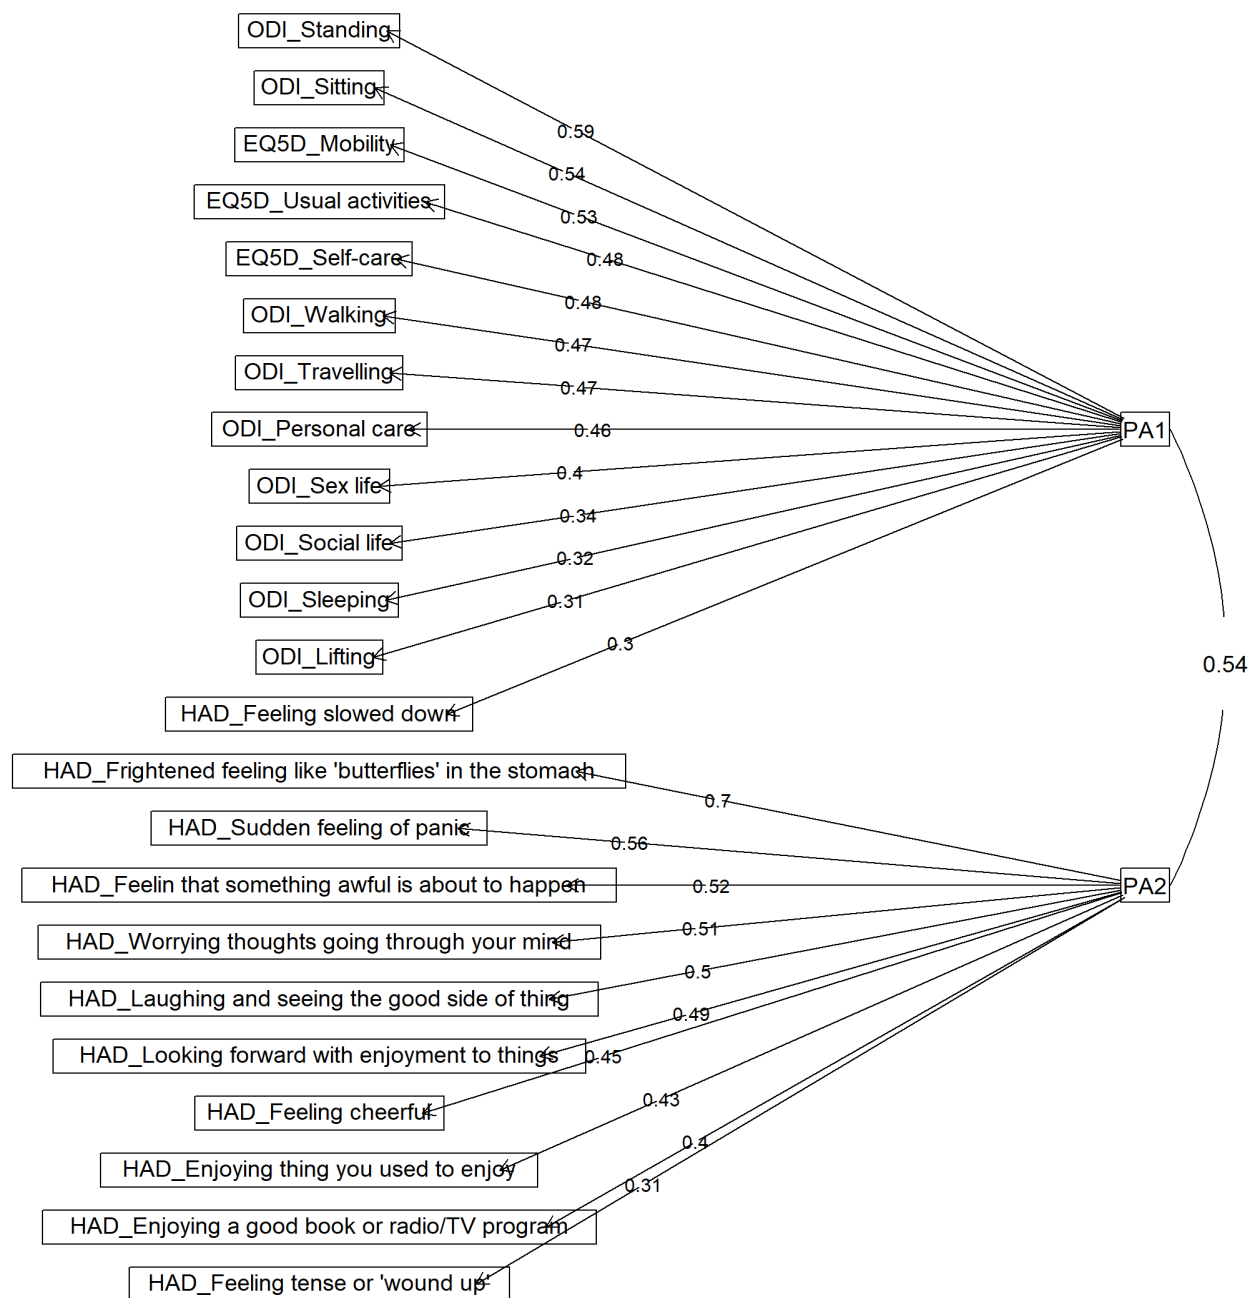 ODI_Standing
ODI_Sitting
0.59
EQ5D_Mobility
0.54
EQ5D_Usual activities
0.53
EQ5D_Self-care
0.48
ODI_Walking
0.48
ODI_Travelling
0.47
0.47
ODI_Personal care
0.46
PA1
ODI_Sex life
0.4
ODI_Social life
0.34
ODI_Sleeping
0.32
ODI_Lifting
0.31
0.3
0.54
HAD_Feeling slowed down
HAD_Frightened feeling like 'butterflies' in the stomach
0.7
HAD_Sudden feeling of panic
0.56
HAD_Feelin that something awful is about to happen
0.52
PA2
HAD_Worrying thoughts going through your mind
0.51
HAD_Laughing and seeing the good side of thing
0.5
HAD_Looking forward with enjoyment to things
0.49
0.45
HAD_Feeling cheerful
0.43
HAD_Enjoying thing you used to enjoy
0.4
HAD_Enjoying a good book or radio/TV program
0.31
HAD_Feeling tense or 'wound up'